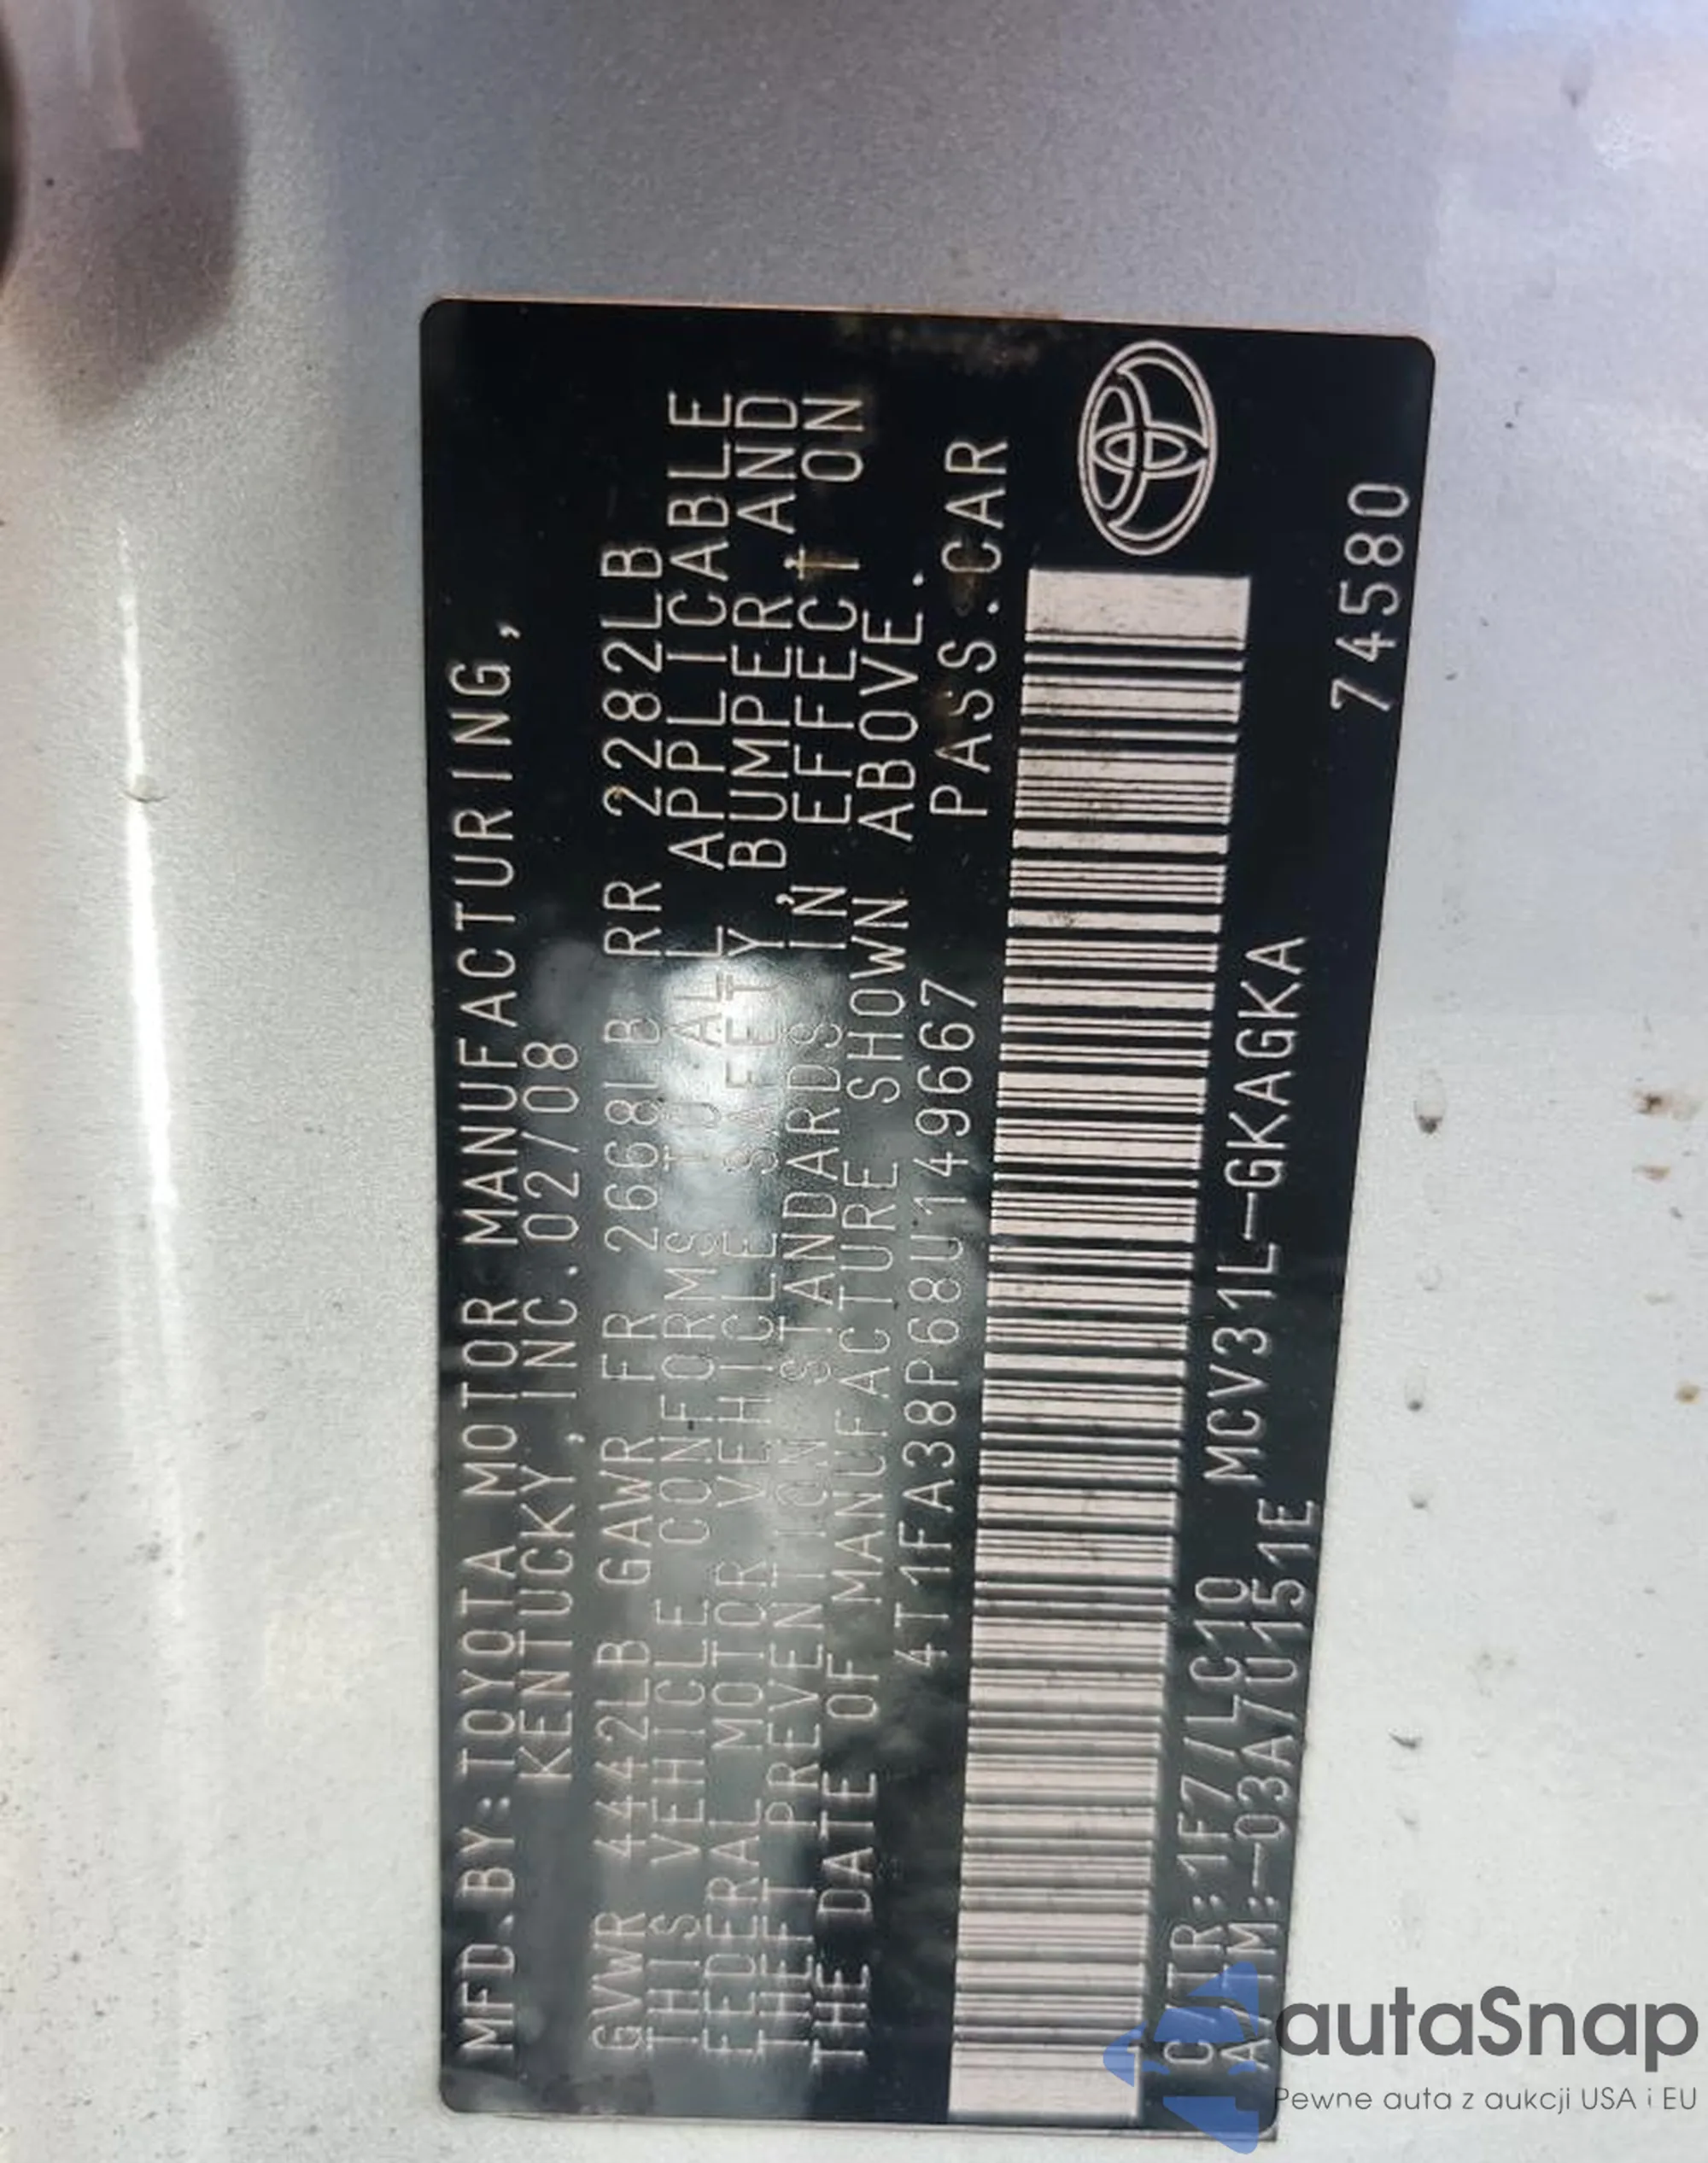 MFD.BY:TOYOTA MOTOR MANUFACTURING,
KENTUCKY,INC.02/08
GVWR 4442LB GAWR FR 2668LB RR 2282LB
THIS VEHICLE CONFORMS TO ALL APPLICABLE
FEDERAL MOTOR VEHICLE SAFETY,BUMPER,AND
THEFT PREVENTION STANDARDS IN EFFECT ON
THE DATE OF MANUFACTURE SHOWN ABOVE.
4T1FA38P68U149667 PASS.CAR
C/TR:1F7/LC10 MCV31L-GKAGKA
A/TM:-03A/U151E 74580
autaSnap
Pewne auta z aukcji USA i EU